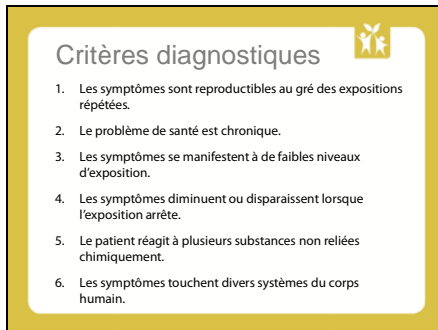 Critères diagnostiques
1. Les symptômes sont reproductibles au gré des expositions
répétées.
2. Le problème de santé est chronique.
3. Les symptômes se manifestent à de faibles niveaux
d'exposition.
4. Les symptômes diminuent ou disparaissent lorsque
l'exposition arrête.
5. Le patient réagit à plusieurs substances non reliées
chimiquement.
6. Les symptômes touchent divers systèmes du corps
humain.